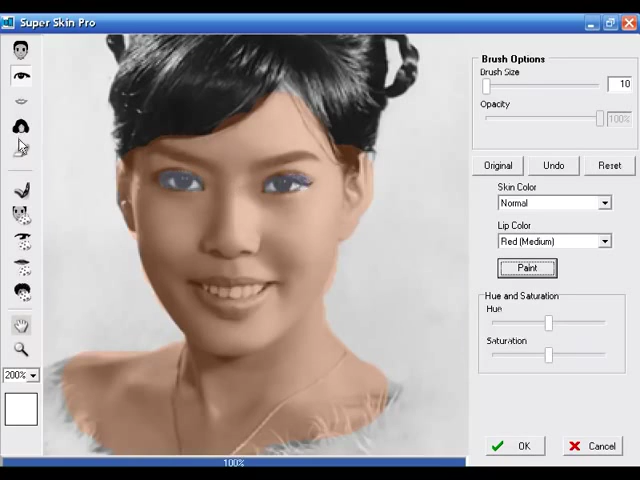 Super Skin Pro
Brush Options
Brush Size
10
Opacity
100%
Original
Undo
Reset
Skin Color
Normal
Lip Color
Red (Medium)
Paint
Hue and Saturation
Hue
Saturation
200%
OK
Cancel
100%